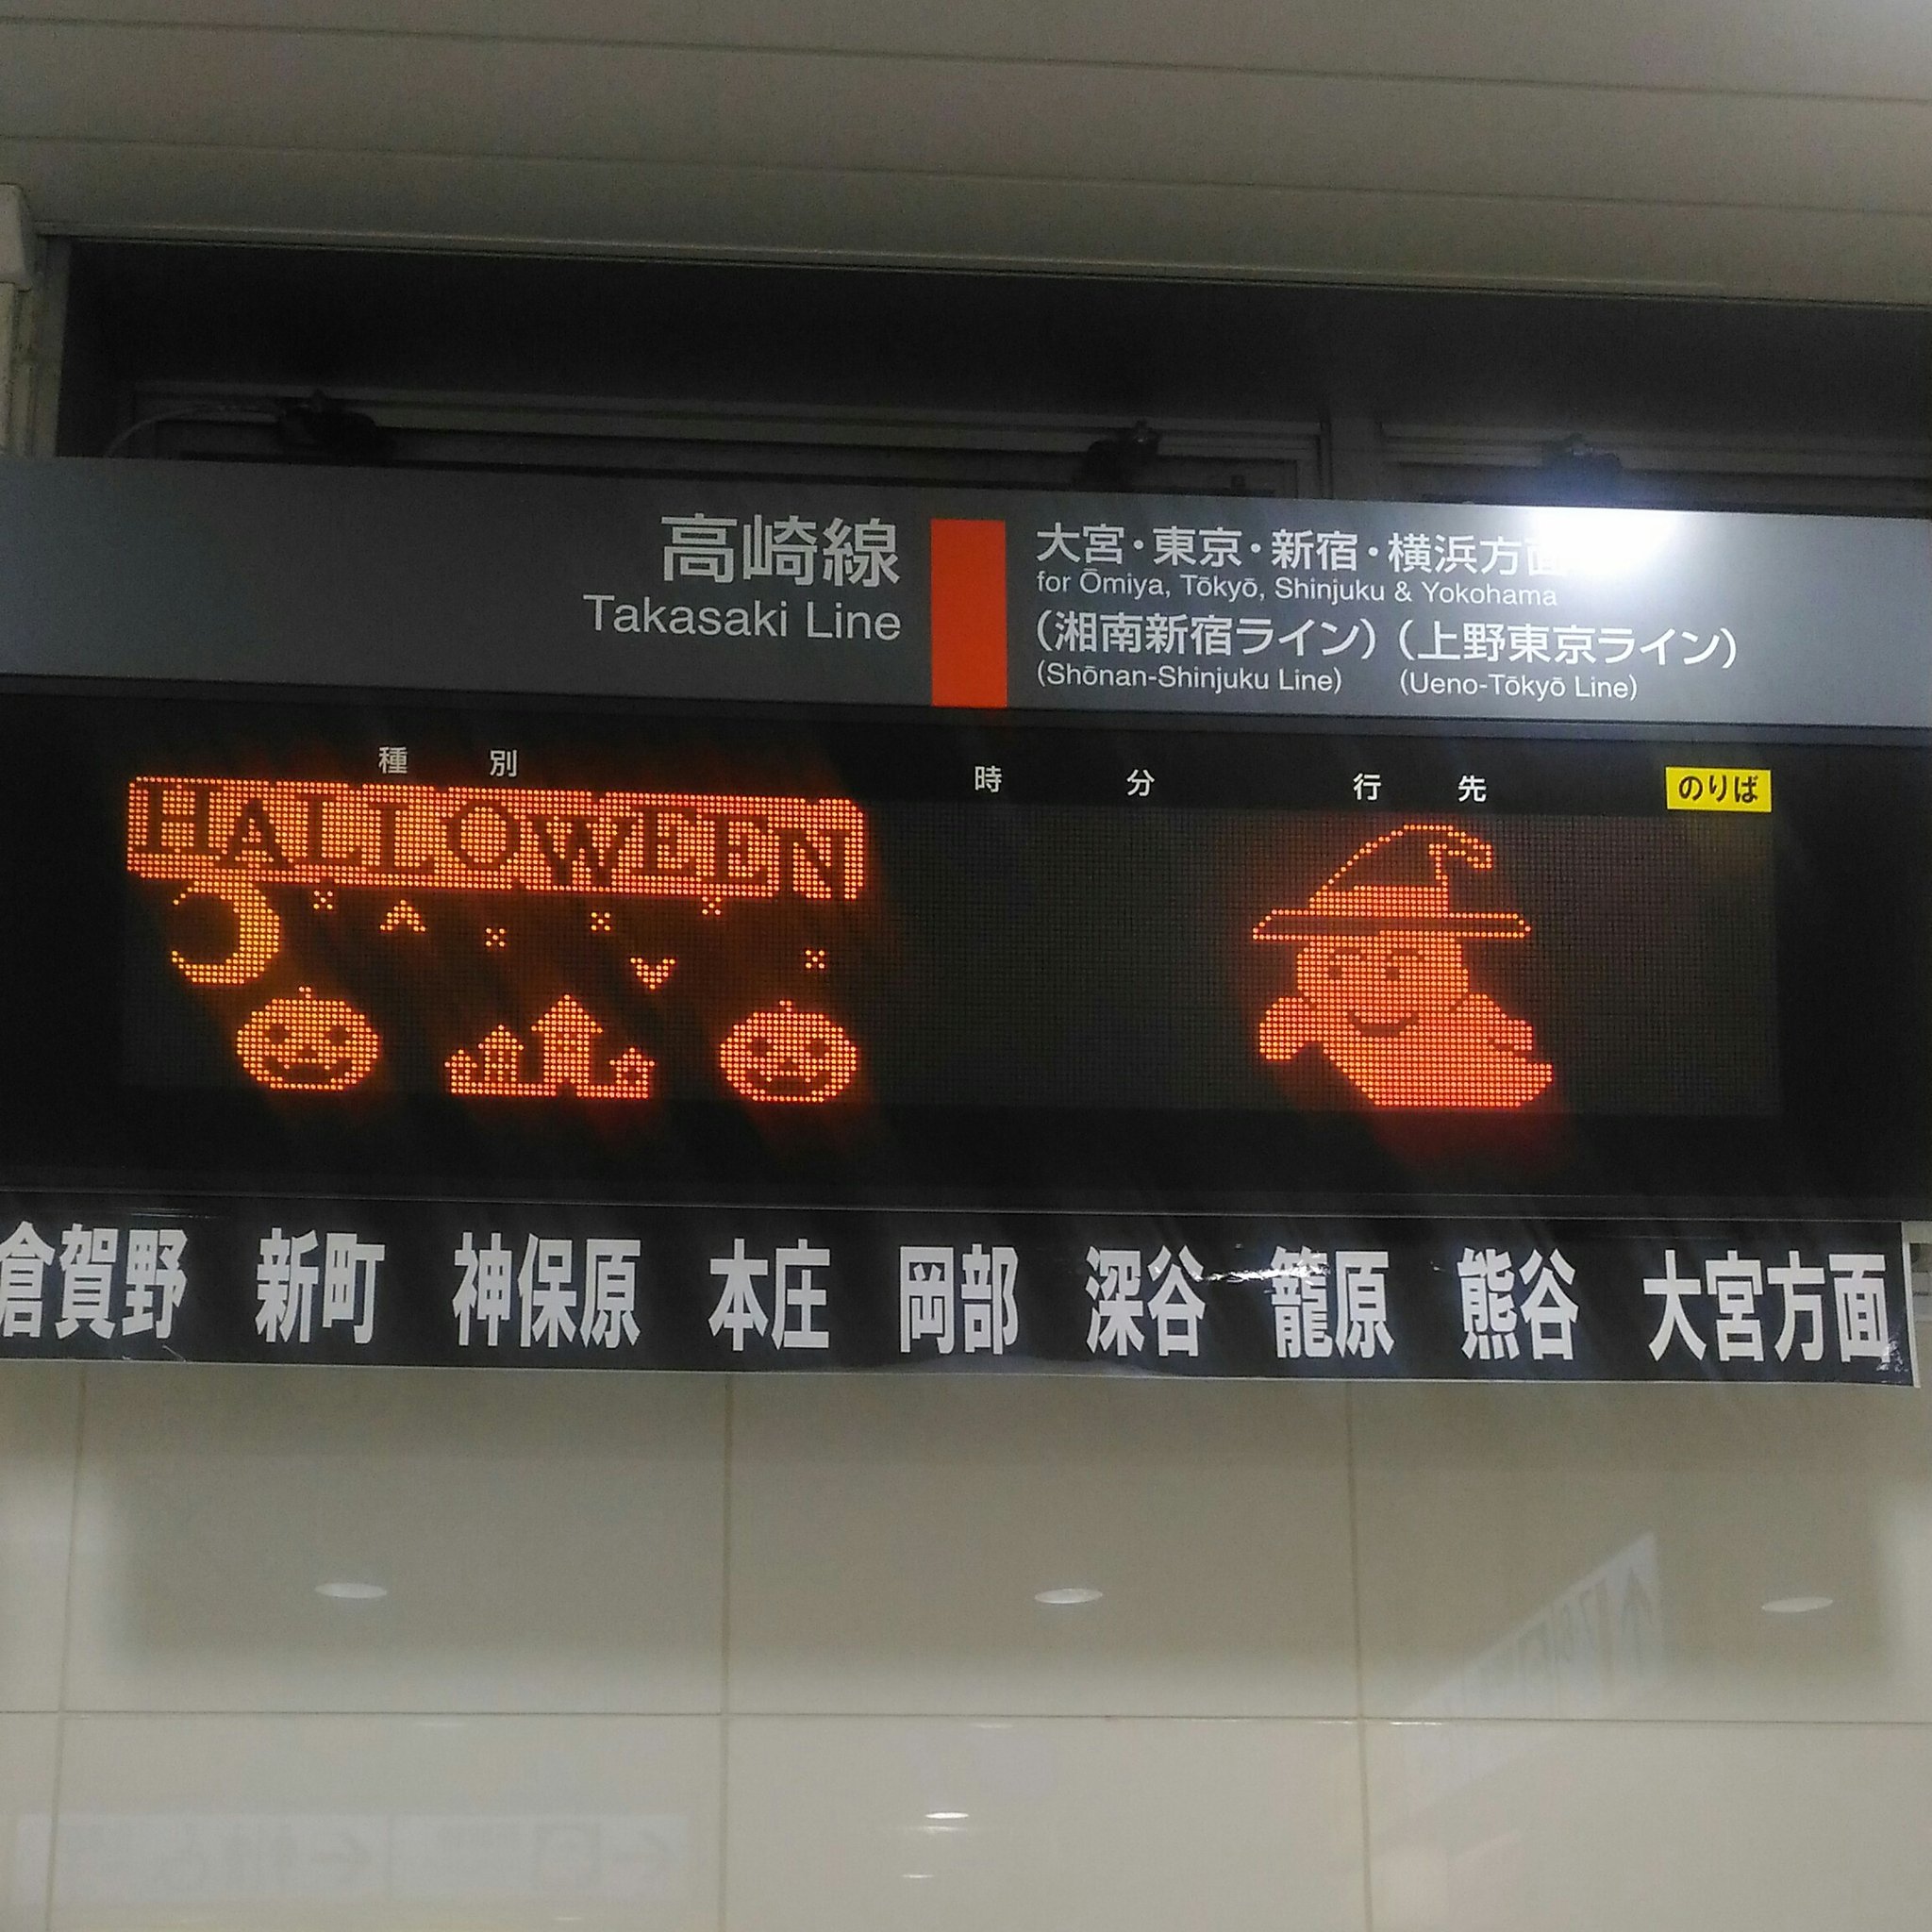 高崎線
Takasaki Line
大宮・東京・新宿・横浜方面
for Ōmiya, Tōkyō, Shinjuku & Yokohama
（湘南新宿ライン）（上野東京ライン）
(Shōnan-Shinjuku Line) (Ueno-Tōkyō Line)
種別 時 分 行先 のりば
HALLOWEEN
倉賀野 新町 神保原 本庄 岡部 深谷 籠原 熊谷 大宮方面